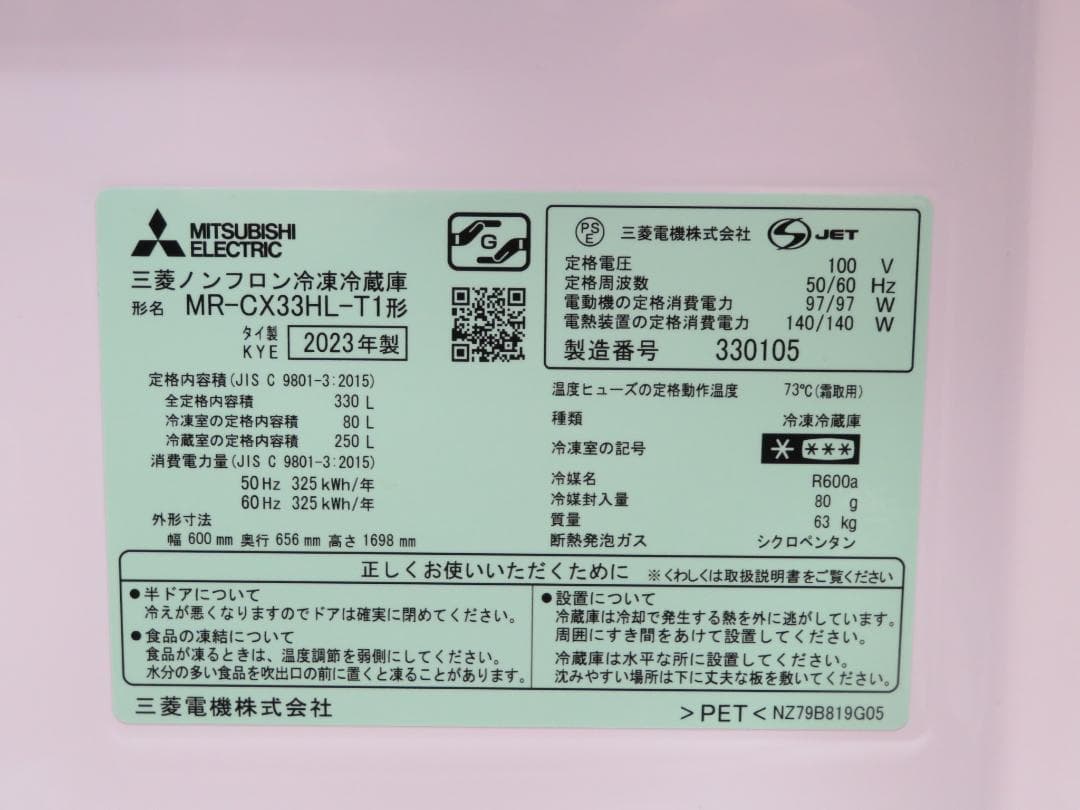 MITSUBISHI
ELECTRIC
三菱ノンフロン冷凍冷蔵庫
形名 MR-CX33HL-T1形
タイ製
KYE 2023年製
G
定格内容積(JIS C 9801-3:2015)
全定格内容積 330 L
冷凍室の定格内容積 80 L
冷蔵室の定格内容積 250 L
消費電力量(JIS C 9801-3:2015)
50Hz 325kWh/年
60Hz 325kWh/年
外形寸法
幅 600mm 奥行 656mm 高さ 1698mm
PSE 三菱電機株式会社 JET
定格電圧 100 V
定格周波数 50/60 Hz
電動機の定格消費電力 97/97 W
電熱装置の定格消費電力 140/140 W
製造番号 330105
温度ヒューズの定格動作温度 73℃(霜取用)
種類 冷凍冷蔵庫
冷凍室の記号 * ***
冷媒名 R600a
冷媒封入量 80 g
質量 63 kg
断熱発泡ガス シクロペンタン
正しくお使いいただくために ※くわしくは取扱説明書をご覧ください
●半ドアについて
冷えが悪くなりますのでドアは確実に閉めてください。
●食品の凍結について
食品が凍るときは、温度調節を弱側にしてください。
水分の多い食品を吹出口の前に置くと凍ることがあります。
●設置について
冷蔵庫は冷却で発生する熱を外に逃がしています。
周囲にすき間をあけて設置してください。
冷蔵庫は水平な所に設置してください。
沈みやすい場所は下に丈夫な板を敷いてください。
三菱電機株式会社
>PET< NZ79B819G05